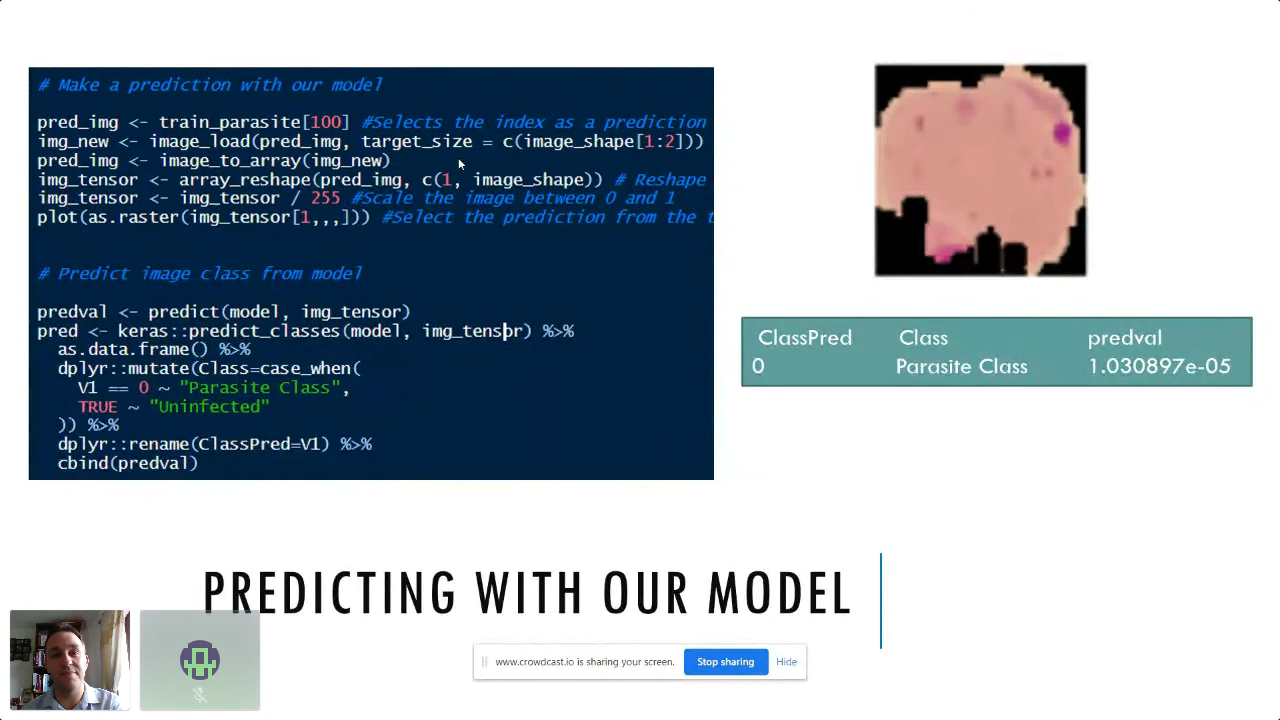 # Make a prediction with our model
pred_img <- train_parasite[100] #Selects the index as a prediction
img_new <- image_load(pred_img, target_size = c(image_shape[1:2]))
pred_img <- image_to_array(img_new)
img_tensor <- array_reshape(pred_img, c(1, image_shape)) # Reshape
img_tensor <- img_tensor / 255 #Scale the image between 0 and 1
plot(as.raster(img_tensor[1,,,])) #Select the prediction from the t
# Predict image class from model
predval <- predict(model, img_tensor)
pred <- keras::predict_classes(model, img_tensor) %>%
as.data.frame() %>%
dplyr::mutate(Class=case_when(
V1 == 0 ~ "Parasite Class",
TRUE ~ "Uninfected"
)) %>%
dplyr::rename(ClassPred=V1) %>%
cbind(predval)
ClassPred Class predval
0 Parasite Class 1.030897e-05
PREDICTING WITH OUR MODEL
www.crowdcast.io is sharing your screen. Stop sharing Hide